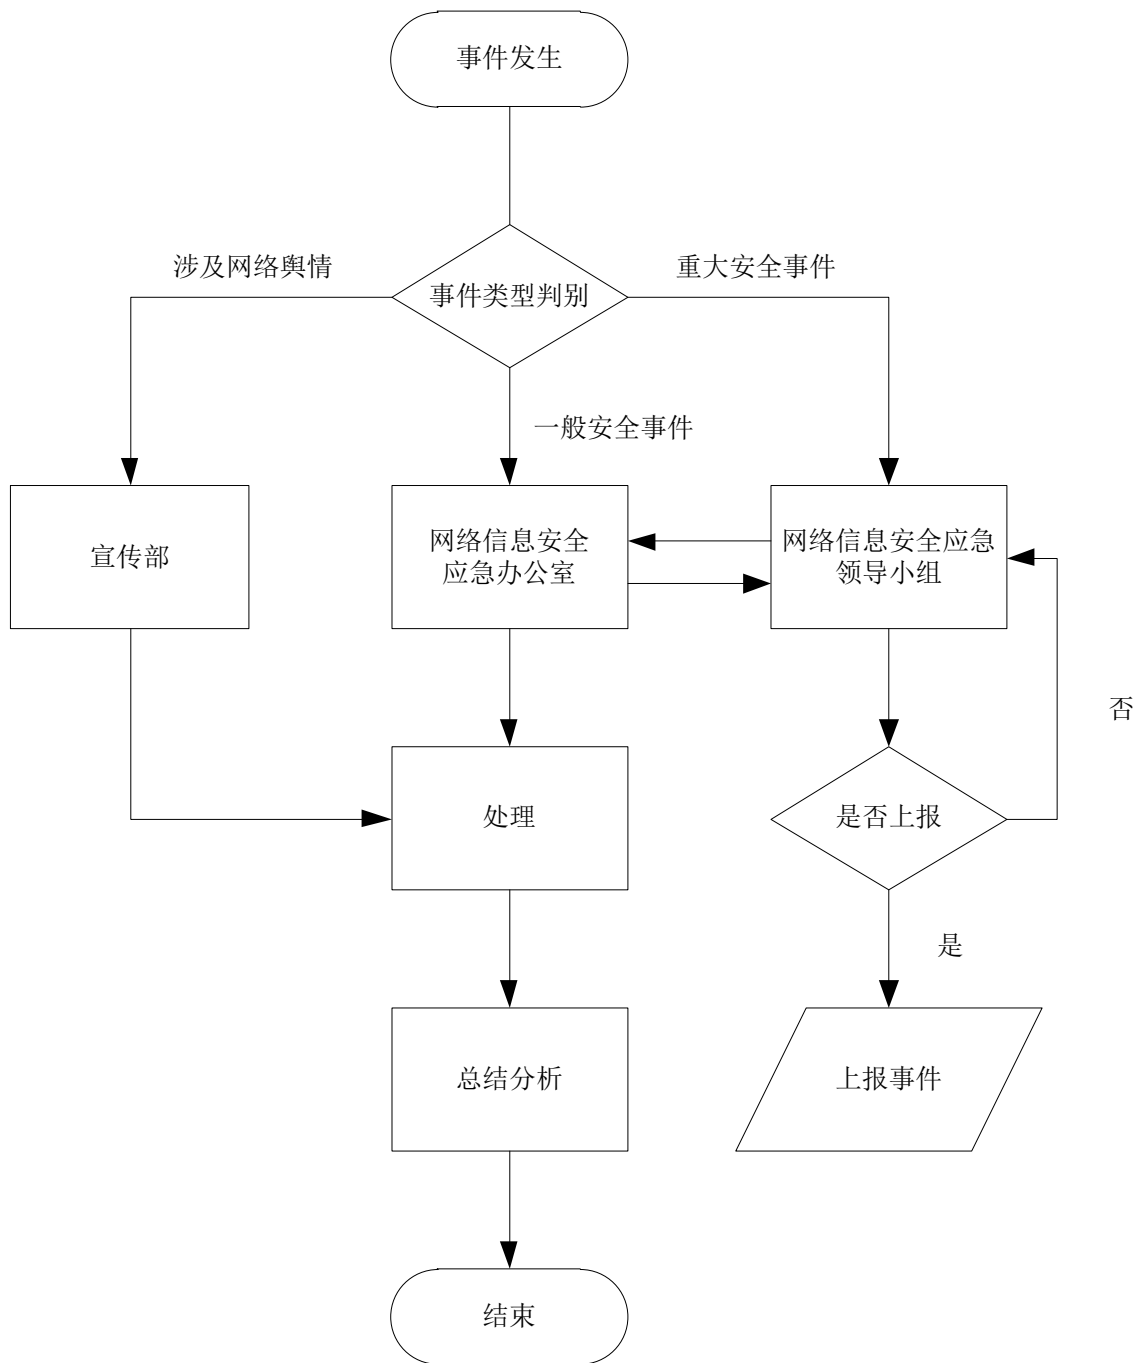 事件发生
涉及网络舆情
重大安全事件
事件类型判别
一般安全事件
宣传部
网络信息安全
应急办公室
网络信息安全应急
领导小组
否
处理
是否上报
是
总结分析
上报事件
结束